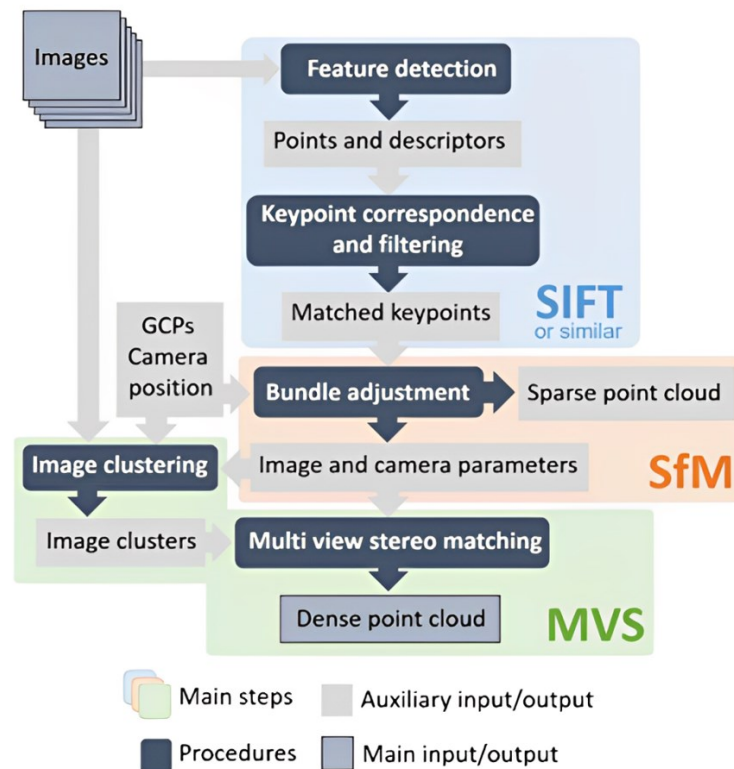 Images
Feature detection
Points and descriptors
Keypoint correspondence
and filtering
SIFT
or similar
Matched keypoints
GCPs
Camera
position
Bundle adjustment
Sparse point cloud
Image clustering
Image and camera parameters
SfM
Image clusters
Multi view stereo matching
Dense point cloud
MVS
Main steps
Auxiliary input/output
Procedures
Main input/output